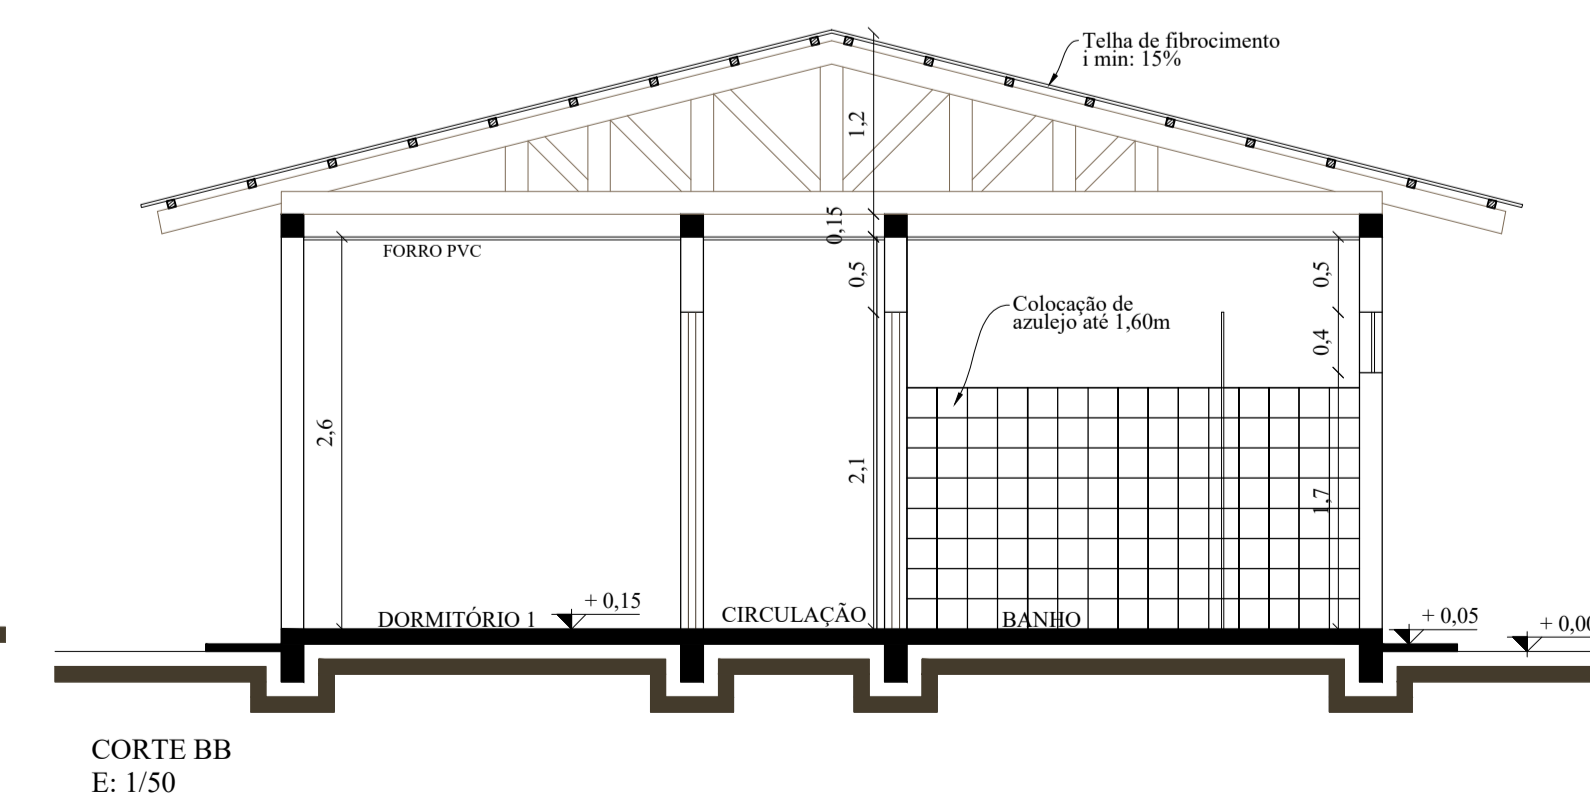 Telha de fibrocimento
i min: 15%
1,2
0,15
FORRO PVC
0,5
0,5
Colocação de
azulejo até 1,60m
0,4
2,6
2,1
1,7
+ 0,15
DORMITÓRIO 1
CIRCULAÇÃO
BANHO
+ 0,05
+ 0,00
CORTE BB
E: 1/50